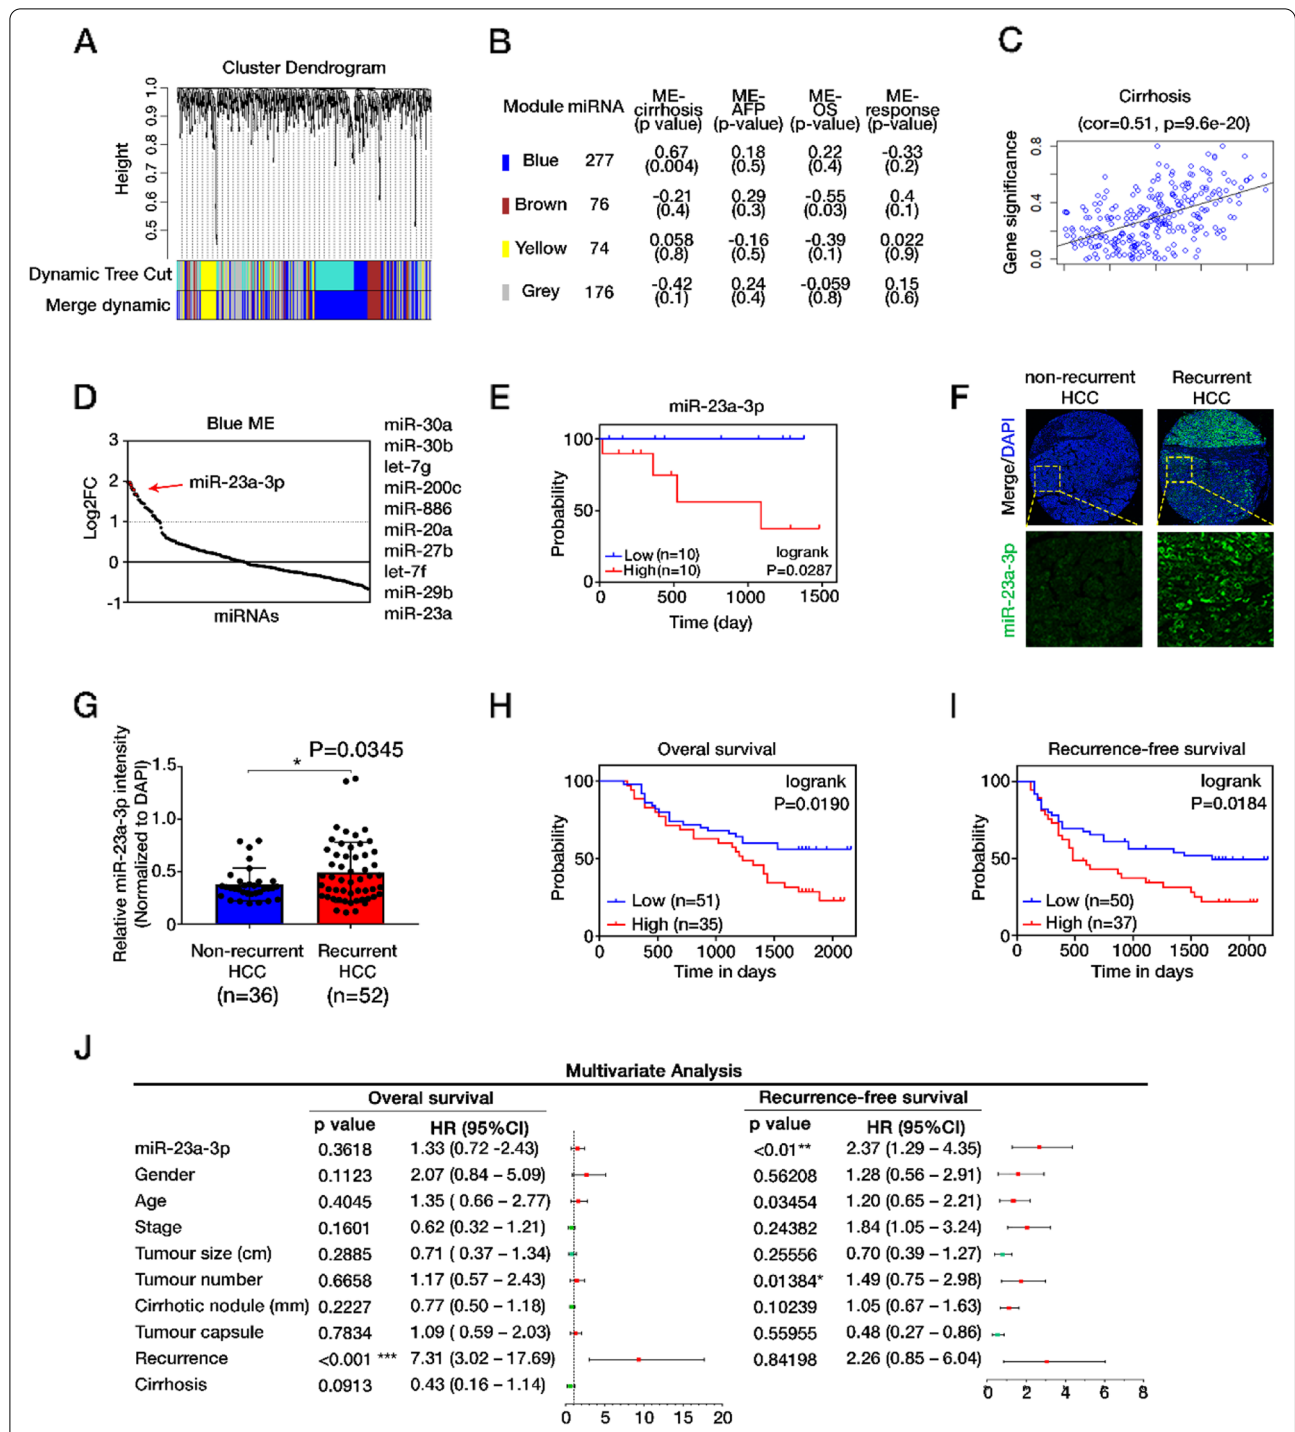 A
Cluster Dendrogram
Height
1.0
0.9
0.8
0.7
0.6
0.5
Dynamic Tree Cut
Merge dynamic
B
Module miRNA ME-cirrhosis (p value) ME-AFP (p-value) ME-OS (p-value) ME-response (p-value)
Blue 277 0.67 (0.004) 0.18 (0.5) 0.22 (0.4) -0.33 (0.2)
Brown 76 -0.21 (0.4) 0.29 (0.3) -0.55 (0.03) 0.4 (0.1)
Yellow 74 0.058 (0.8) -0.16 (0.5) -0.39 (0.1) 0.022 (0.9)
Grey 176 -0.42 (0.1) 0.24 (0.4) -0.059 (0.8) 0.15 (0.6)
C
Cirrhosis
(cor=0.51, p=9.6e-20)
Gene significance
0.8
0.4
0.0
D
Blue ME
Log2FC
3
2
1
0
-1
miR-23a-3p
miRNAs
miR-30a
miR-30b
let-7g
miR-200c
miR-886
miR-20a
miR-27b
let-7f
miR-29b
miR-23a
E
miR-23a-3p
Probability
100
50
0
Low (n=10)
High(n=10)
logrank
P=0.0287
0 500 1000 1500
Time (day)
F
non-recurrent HCC
Recurrent HCC
Merge/DAPI
miR-23a-3p
G
Relative miR-23a-3p intensity
(Normalized to DAPI)
P=0.0345
*
1.5
1.0
0.5
0
Non-recurrent HCC (n=36)
Recurrent HCC (n=52)
H
Overal survival
Probability
100
50
0
logrank
P=0.0190
Low (n=51)
High (n=35)
0 500 1000 1500 2000
Time in days
I
Recurrence-free survival
Probability
100
50
0
logrank
P=0.0184
Low (n=50)
High (n=37)
0 500 1000 1500 2000
Time in days
J
Multivariate Analysis
Overal survival Recurrence-free survival
p value HR (95%CI) p value HR (95%CI)
miR-23a-3p 0.3618 1.33 (0.72 -2.43) <0.01** 2.37 (1.29 – 4.35)
Gender 0.1123 2.07 (0.84 – 5.09) 0.56208 1.28 (0.56 – 2.91)
Age 0.4045 1.35 ( 0.66 – 2.77) 0.03454 1.20 (0.65 – 2.21)
Stage 0.1601 0.62 (0.32 – 1.21) 0.24382 1.84 (1.05 – 3.24)
Tumour size (cm) 0.2885 0.71 ( 0.37 – 1.34) 0.25556 0.70 (0.39 – 1.27)
Tumour number 0.6658 1.17 (0.57 – 2.43) 0.01384* 1.49 (0.75 – 2.98)
Cirrhotic nodule (mm) 0.2227 0.77 (0.50 – 1.18) 0.10239 1.05 (0.67 – 1.63)
Tumour capsule 0.7834 1.09 ( 0.59 – 2.03) 0.55955 0.48 (0.27 – 0.86)
Recurrence <0.001 *** 7.31 (3.02 – 17.69) 0.84198 2.26 (0.85 – 6.04)
Cirrhosis 0.0913 0.43 (0.16 – 1.14)
0 5 10 15 20
0 2 4 6 8